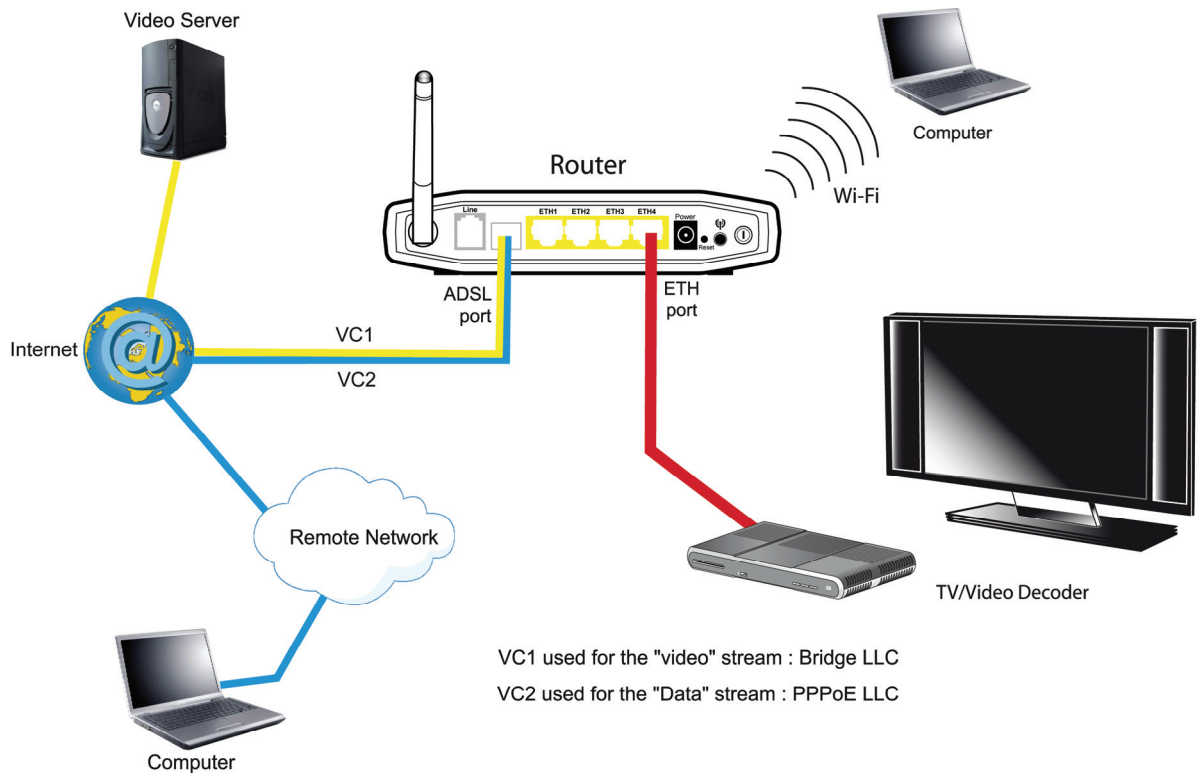 Video Server
Computer
Wi-Fi
Router
Line
ETH1 ETH2 ETH3 ETH4
Power
Reset
ADSL
port
ETH
port
Internet
@
VC1
VC2
Remote Network
Computer
TV/Video Decoder
VC1 used for the "video" stream : Bridge LLC
VC2 used for the "Data" stream : PPPoE LLC